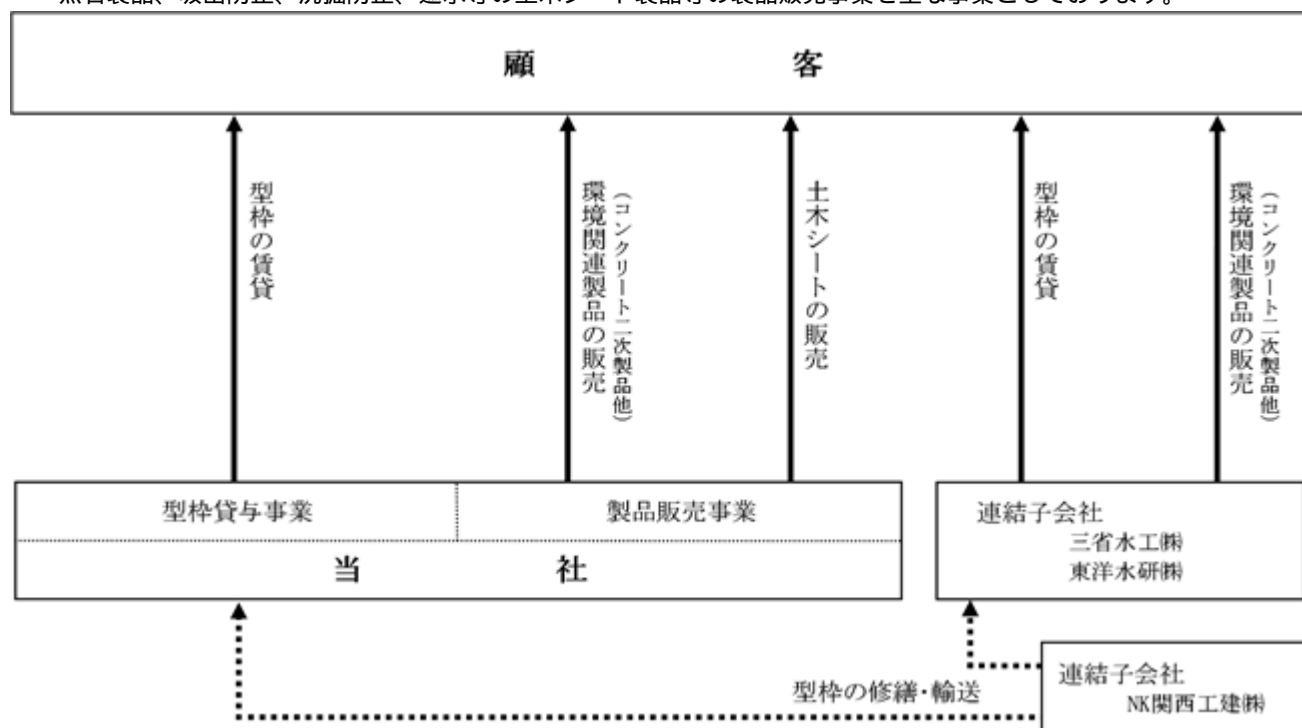 顧客
型枠の賃貸
環境関連製品の販売
（コンクリート二次製品他）
土木シートの販売
型枠の賃貸
環境関連製品の販売
（コンクリート二次製品他）
型枠貸与事業
製品販売事業
当社
連結子会社
三省水工㈱
東洋水研㈱
型枠の修繕・輸送
連結子会社
NK関西工建㈱